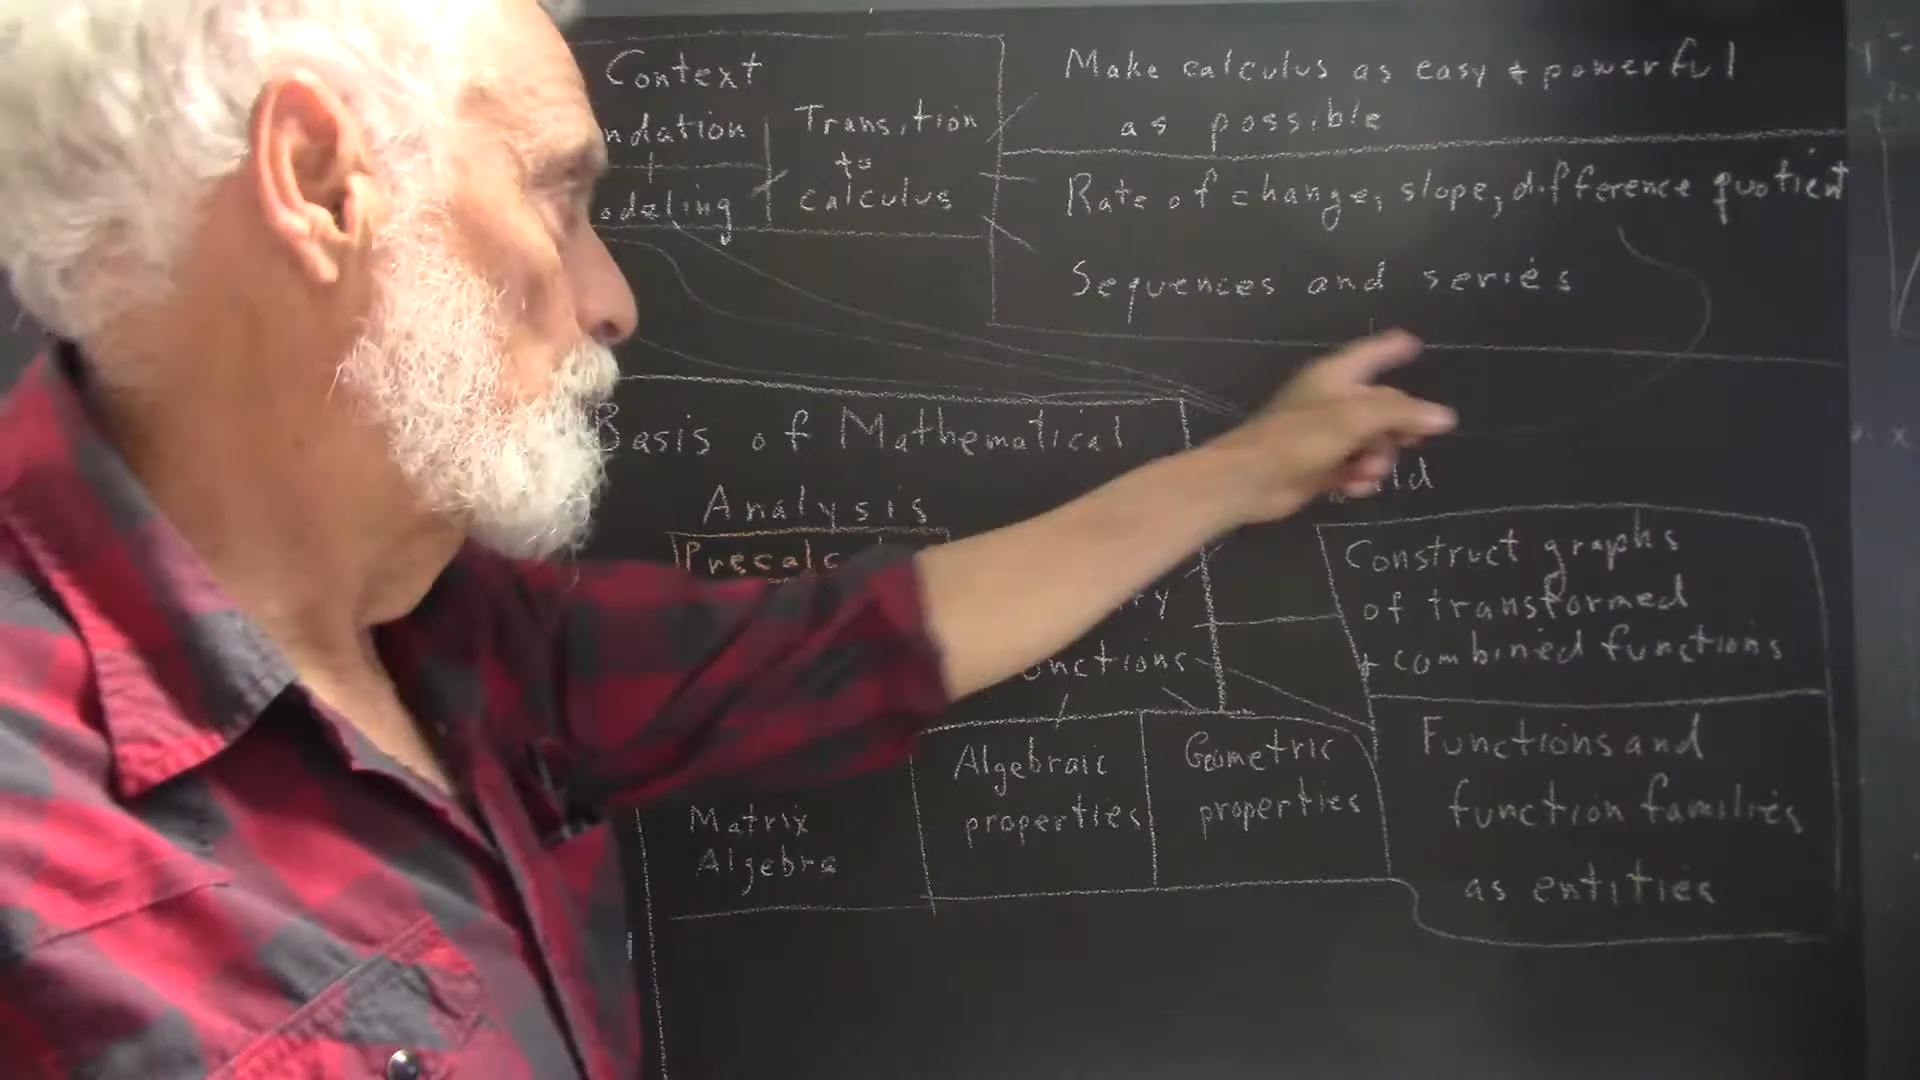 Context
ndation
Transition
to
calculus
odeling
Make calculus as easy + powerful
as possible
Rate of change, slope, difference quotient
Sequences and series
Basis of Mathematical
Analysis
Precalc
ity
unctions
Matrix
Algebra
Algebraic
properties
Geometric
properties
ld
Construct graphs
of transformed
+ combined functions
Functions and
function families
as entities